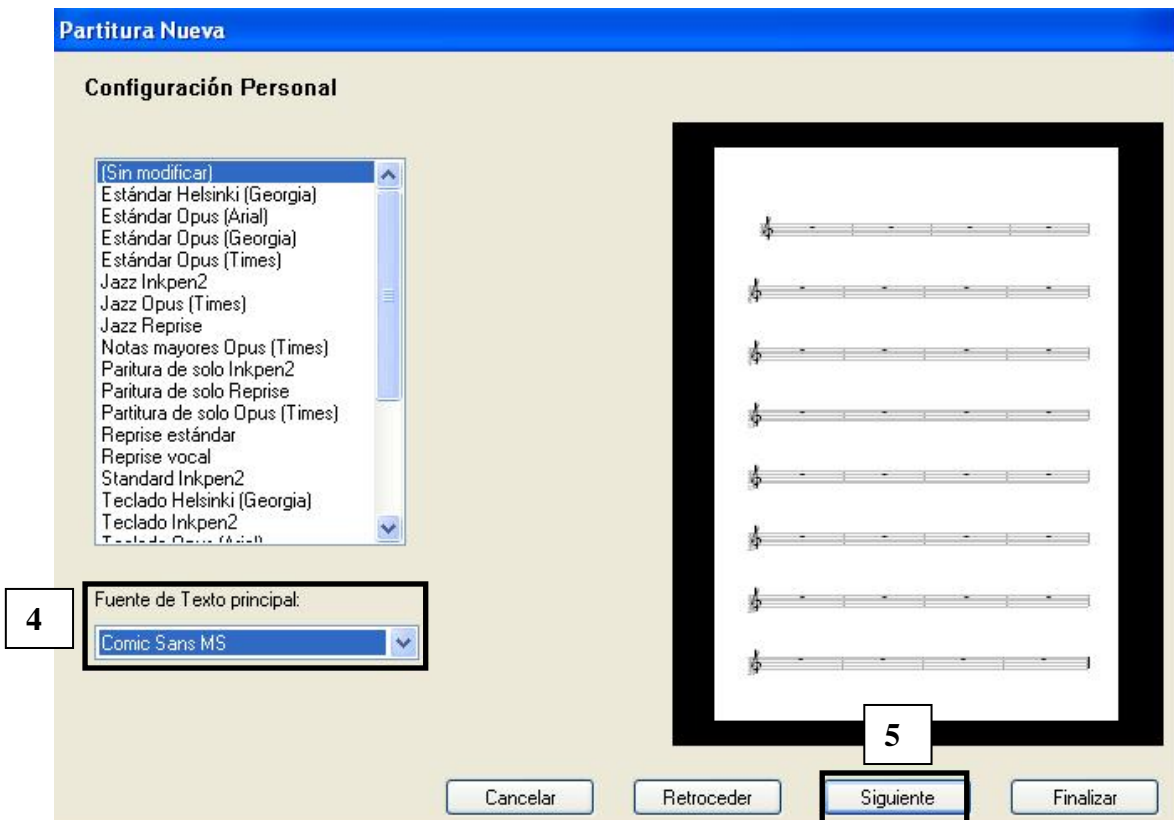 Partitura Nueva
Configuración Personal
(Sin modificar)
Estándar Helsinki (Georgia)
Estándar Opus (Arial)
Estándar Opus (Georgia)
Estándar Opus (Times)
Jazz Inkpen2
Jazz Opus (Times)
Jazz Reprise
Notas mayores Opus (Times)
Paritura de solo Inkpen2
Paritura de solo Reprise
Partitura de solo Opus (Times)
Reprise estándar
Reprise vocal
Standard Inkpen2
Teclado Helsinki (Georgia)
Teclado Inkpen2
Teclado Opus (Arial)
4
Fuente de Texto principal:
Comic Sans MS
5
Cancelar
Retroceder
Siguiente
Finalizar